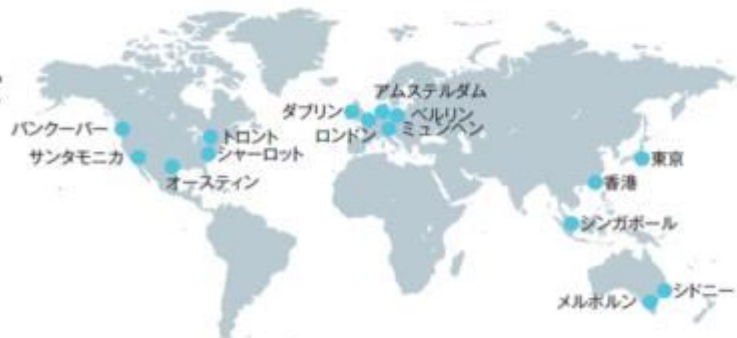 アムステルダム
ダブリン
ベルリン
バンクーバー
トロント
ロンドン
ミュンヘン
サンタモニカ
シャーロット
東京
オースティン
香港
シンガポール
シドニー
メルボルン